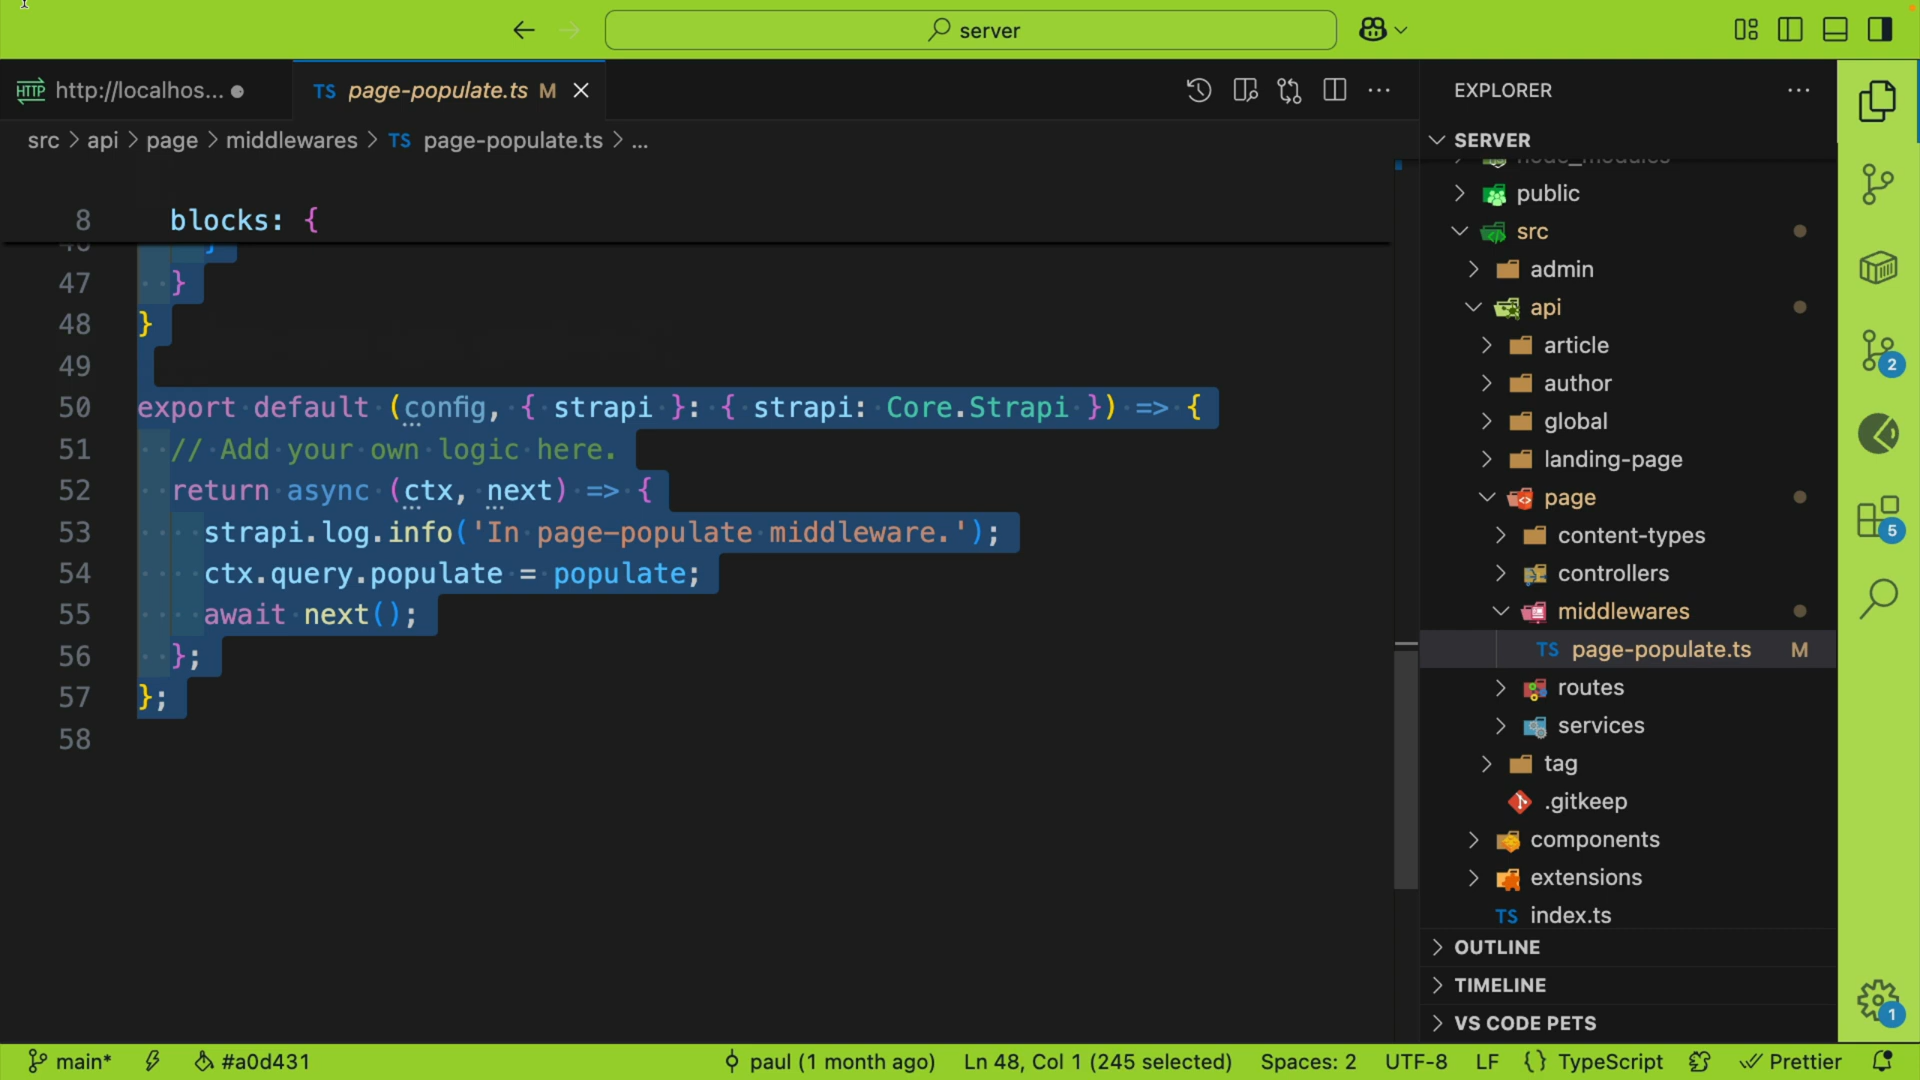 server
HTTP http://localhos...
TS page-populate.ts M
src > api > page > middlewares > TS page-populate.ts > ...
8 blocks: {
47 }
48 }
49
50 export default (config, { strapi }: { strapi: Core.Strapi }) => {
51 // Add your own logic here.
52 return async (ctx, next) => {
53 strapi.log.info('In page-populate middleware.');
54 ctx.query.populate = populate;
55 await next();
56 };
57 };
58
EXPLORER
SERVER
node_modules
public
src
admin
api
article
author
global
landing-page
page
content-types
controllers
middlewares
TS page-populate.ts M
routes
services
tag
.gitkeep
components
extensions
TS index.ts
OUTLINE
TIMELINE
VS CODE PETS
2
5
1
main* #a0d431 paul (1 month ago) Ln 48, Col 1 (245 selected) Spaces: 2 UTF-8 LF {} TypeScript Prettier